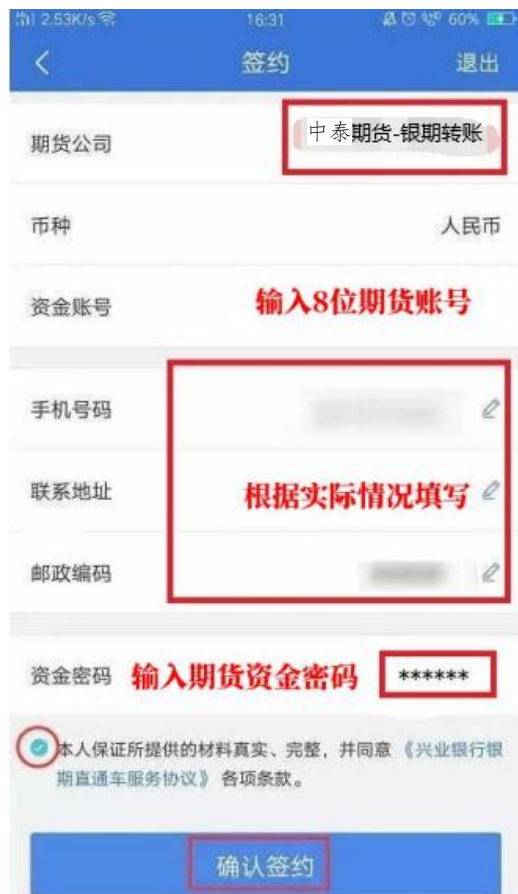 2.53K/s 16:31 60%
签约 退出
期货公司 中泰期货-银期转账
币种 人民币
资金账号 输入8位期货账号
手机号码
联系地址 根据实际情况填写
邮政编码
资金密码 输入期货资金密码 ******
本人保证所提供的材料真实、完整，并同意《兴业银行银
期直通车服务协议》各项条款。
确认签约